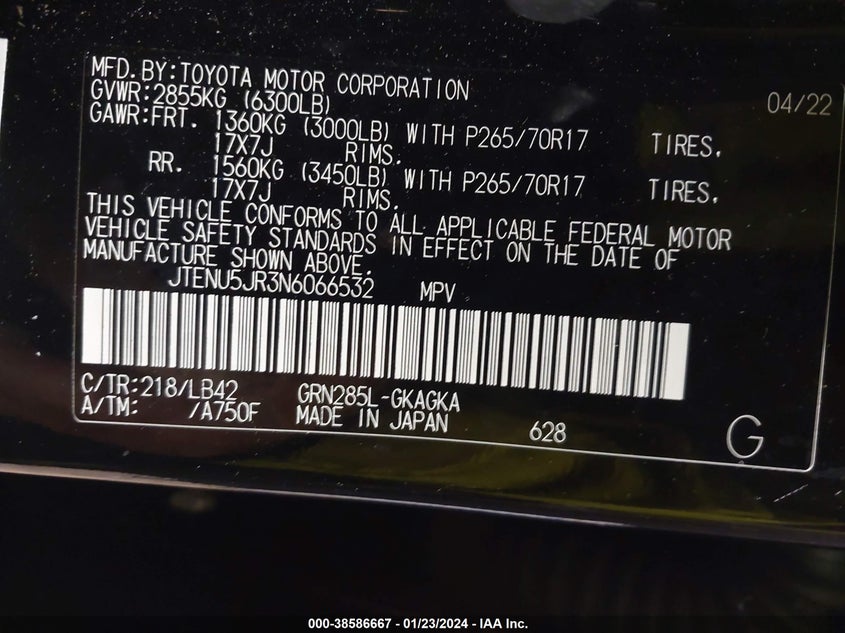 MFD.BY:TOYOTA MOTOR CORPORATION 04/22
GVWR:2855KG (6300LB)
GAWR:FRT. 1360KG (3000LB) WITH P265/70R17 TIRES.
17X7J RIMS.
RR. 1560KG (3450LB) WITH P265/70R17 TIRES.
17X7J RIMS.
THIS VEHICLE CONFORMS TO ALL APPLICABLE FEDERAL MOTOR
VEHICLE SAFETY STANDARDS IN EFFECT ON THE DATE OF
MANUFACTURE SHOWN ABOVE.
JTENU5JR3N6066532 MPV
C/TR:218/LB42 GRN285L-GKAGKA
A/TM: /A750F MADE IN JAPAN 628
G
000-38586667 - 01/23/2024 - IAA Inc.